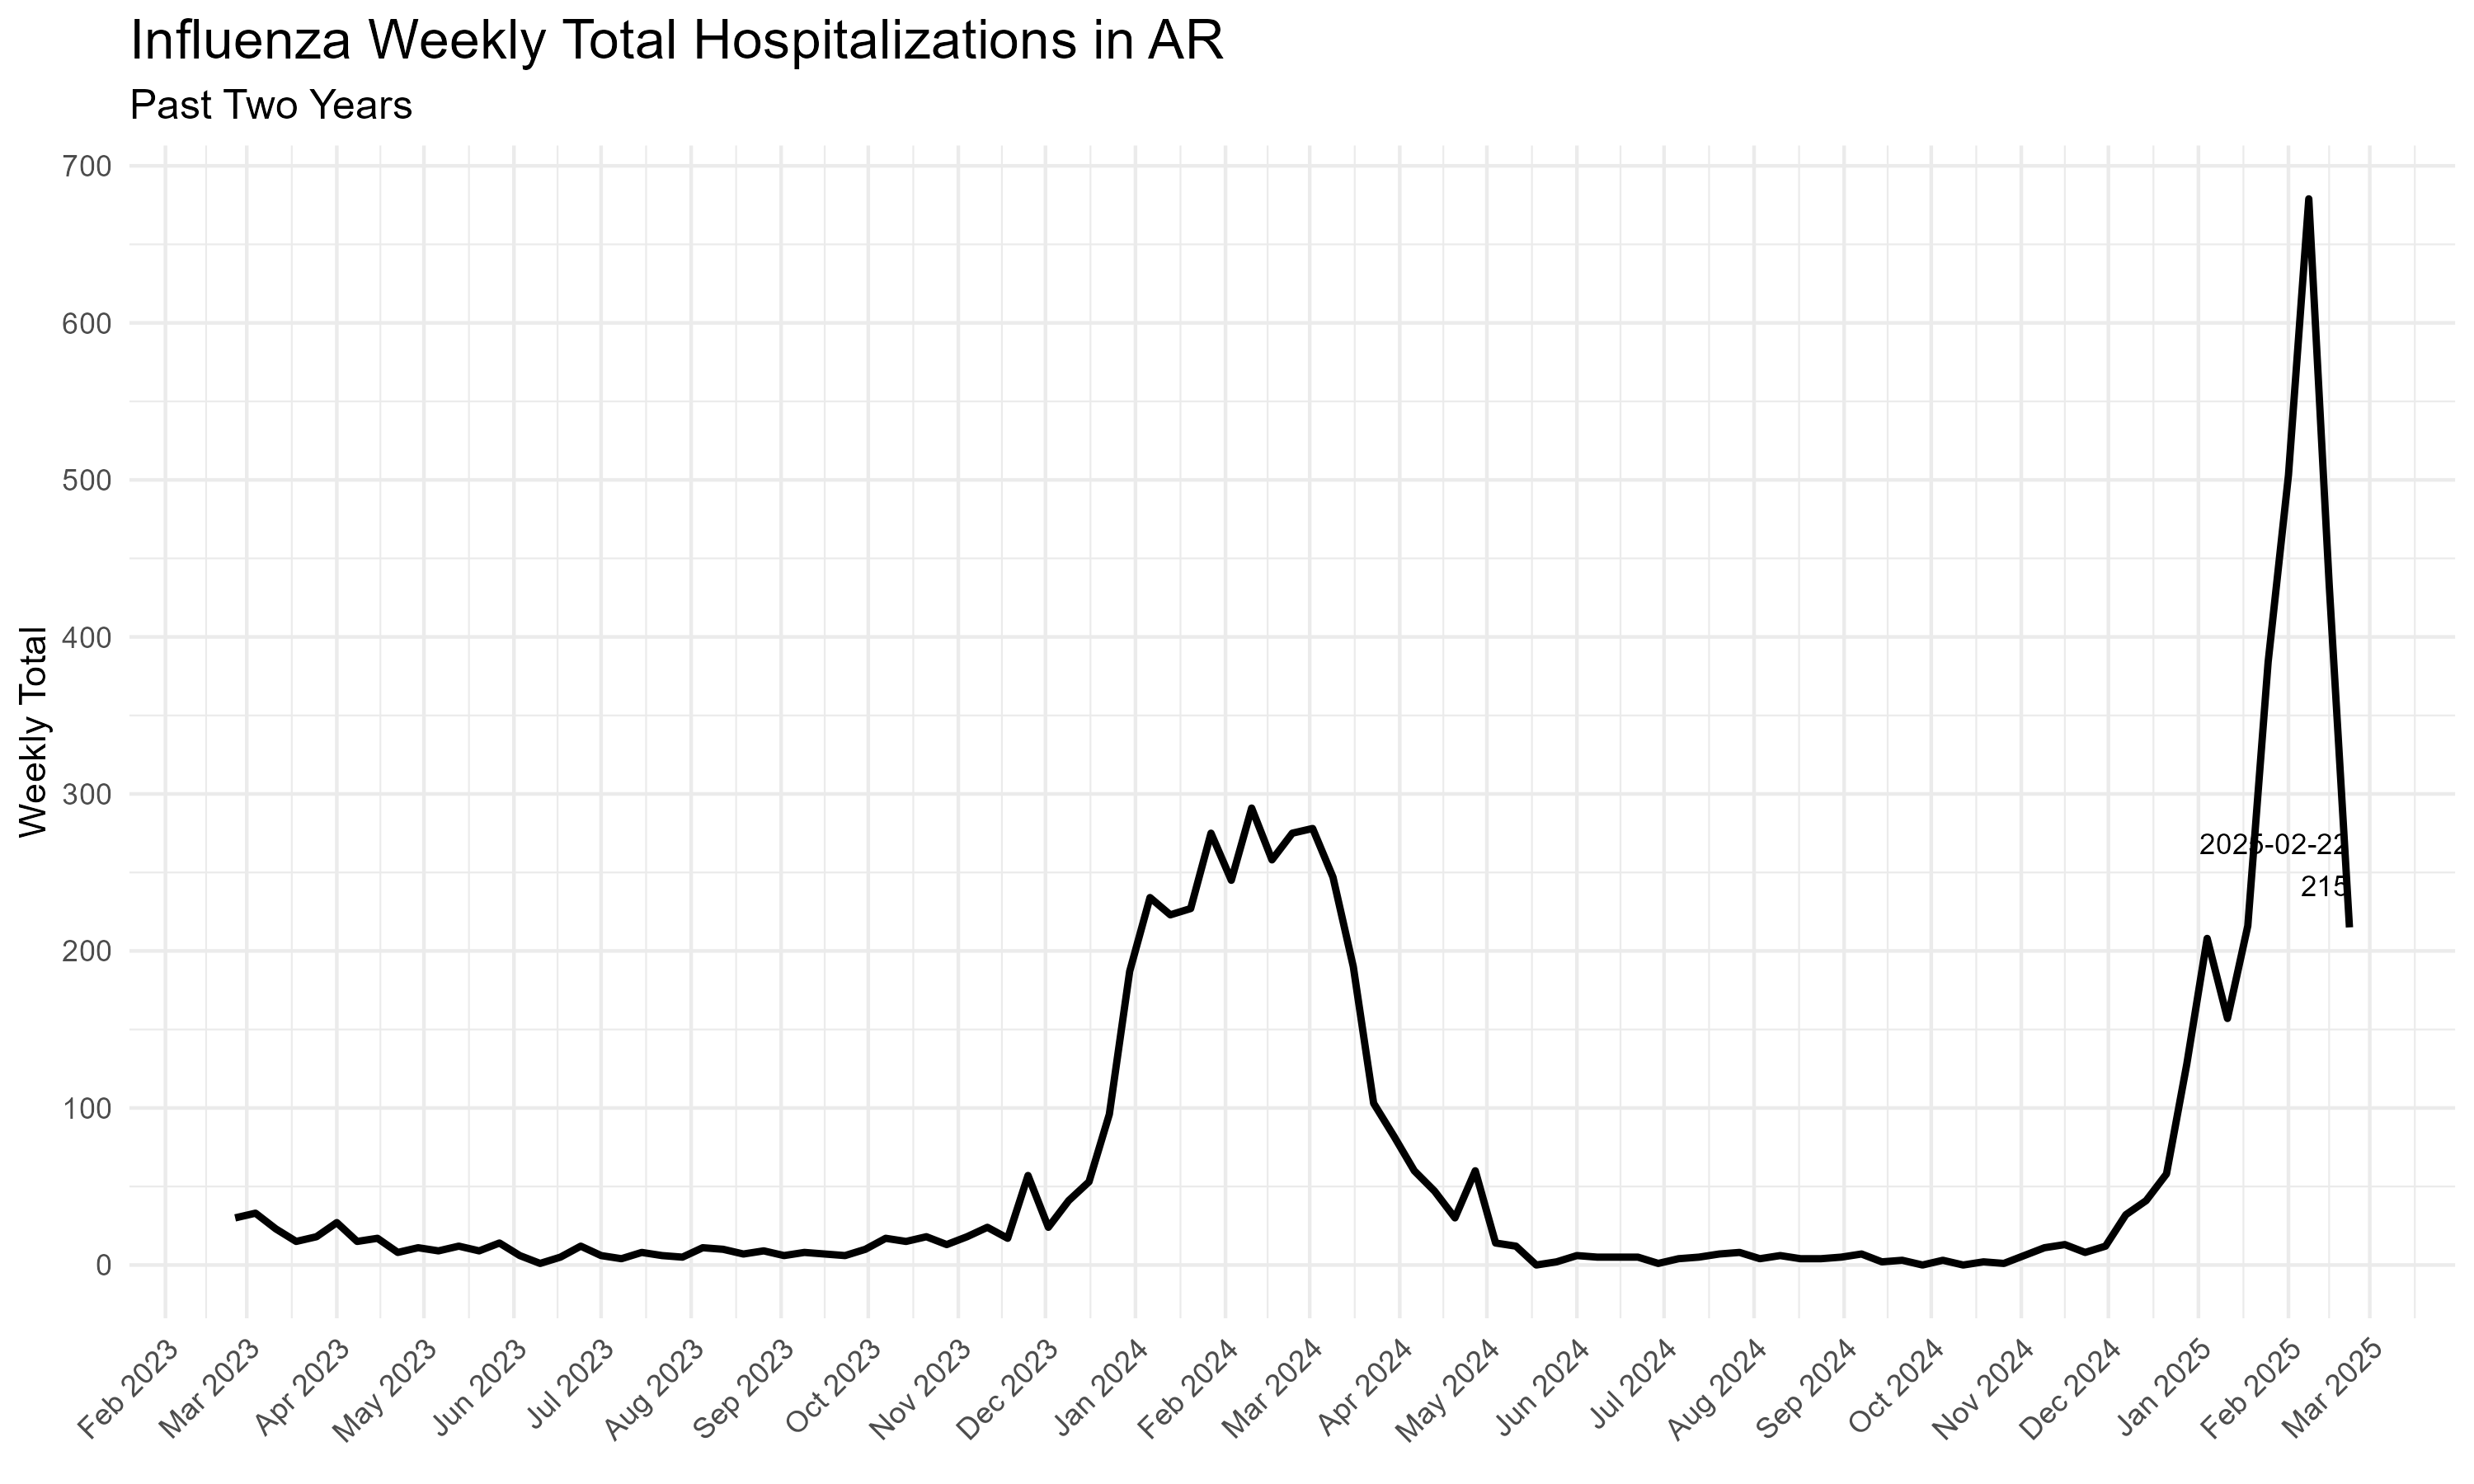 Influenza Weekly Total Hospitalizations in AR
Past Two Years
Weekly Total
700
600
500
400
300
200
100
0
2025-02-22
215
Feb 2023
Mar 2023
Apr 2023
May 2023
Jun 2023
Jul 2023
Aug 2023
Sep 2023
Oct 2023
Nov 2023
Dec 2023
Jan 2024
Feb 2024
Mar 2024
Apr 2024
May 2024
Jun 2024
Jul 2024
Aug 2024
Sep 2024
Oct 2024
Nov 2024
Dec 2024
Jan 2025
Feb 2025
Mar 2025